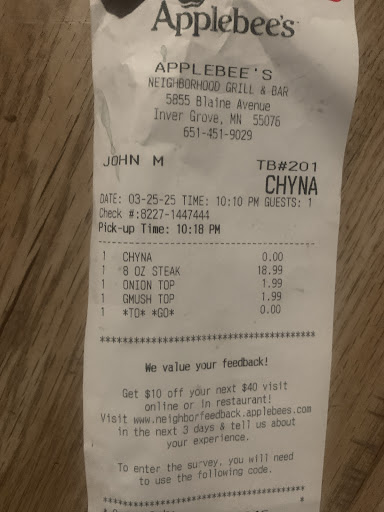 Applebee's
APPLEBEE'S
NEIGHBORHOOD GRILL & BAR
5855 Blaine Avenue
Inver Grove, MN 55076
651-451-9029
JOHN M TB#201
CHYNA
DATE: 03-25-25 TIME: 10:10 PM GUESTS: 1
Check #:8227-1447444
Pick-up Time: 10:18 PM
1 CHYNA 0.00
1 8 OZ STEAK 18.99
1 ONION TOP 1.99
1 GMUSH TOP 1.99
1 *TO* *GO* 0.00
****************************************
We value your feedback!
Get $10 off your next $40 visit
online or in restaurant!
Visit www.neighborfeedback.applebees.com
in the next 3 days & tell us about
your experience.
To enter the survey, you will need
to use the following code.
****************************************